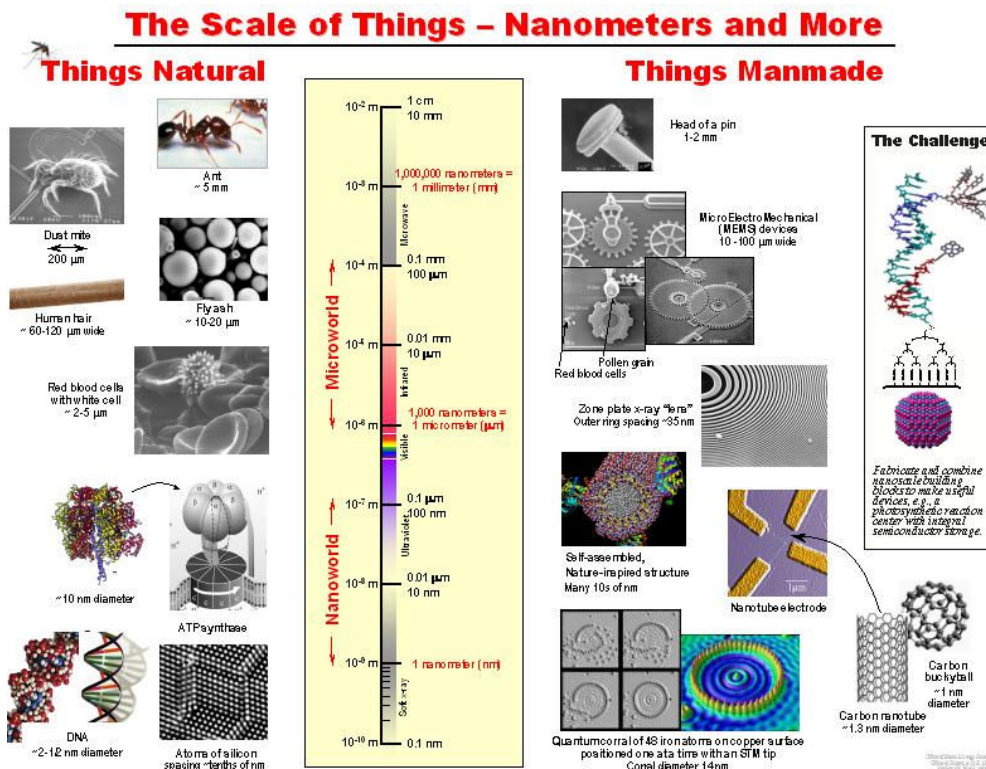 The Scale of Things – Nanometers and More
Things Natural
Things Manmade
Ant
~ 5 mm
Dust mite
200 µm
Human hair
~ 60-120 µm wide
Fly ash
~ 10-20 µm
Red blood cells
with white cell
~ 2-5 µm
~10 nm diameter
ATP synthase
DNA
~2-1/2 nm diameter
Atoms of silicon
spacing ~tenths of nm
Microworld
Nanoworld
10-2 m
1 cm
10 mm
10-3 m
1,000,000 nanometers =
1 millimeter (mm)
Microwave
10-4 m
0.1 mm
100 µm
10-4 m
0.01 mm
10 µm
Infrared
10-6 m
1,000 nanometers =
1 micrometer (µm)
Visible
10-7 m
0.1 µm
100 nm
Ultraviolet
10-8 m
0.01 µm
10 nm
10-9 m
1 nanometer (nm)
Soft x-ray
10-10 m
0.1 nm
Head of a pin
1-2 mm
MicroElectroMechanical
(MEMS) devices
10 -100 µm wide
Pollen grain
Red blood cells
Zone plate x-ray “lens”
Outer ring spacing ~35 nm
Self-assembled,
Nature-inspired structure
Many 10s of nm
1µm
Nanotube electrode
Quantum corral of 48 iron atoms on copper surface
positioned one at a time with an STM tip
Corral diameter 14 nm
Carbon nanotube
~1.3 nm diameter
Carbon
buckyball
~1 nm
diameter
The Challenge
Fabricate and combine
nanoscale building
blocks to make useful
devices, e.g., a
photosynthetic reaction
center with integral
semiconductor storage.